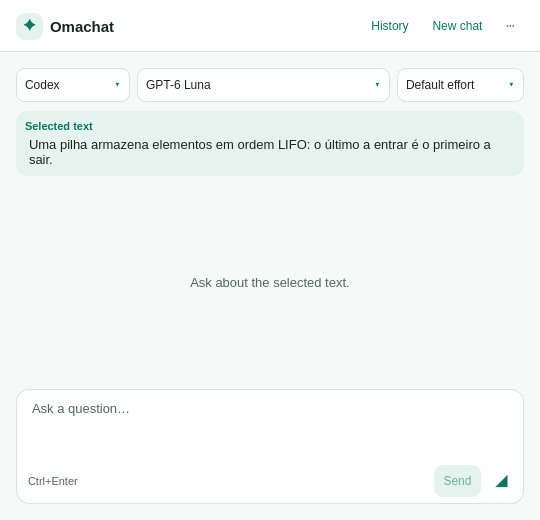 Omachat
History
New chat
···
Codex
GPT-6 Luna
Default effort
Selected text
Uma pilha armazena elementos em ordem LIFO: o último a entrar é o primeiro a
sair.
Ask about the selected text.
Ask a question…
Ctrl+Enter
Send